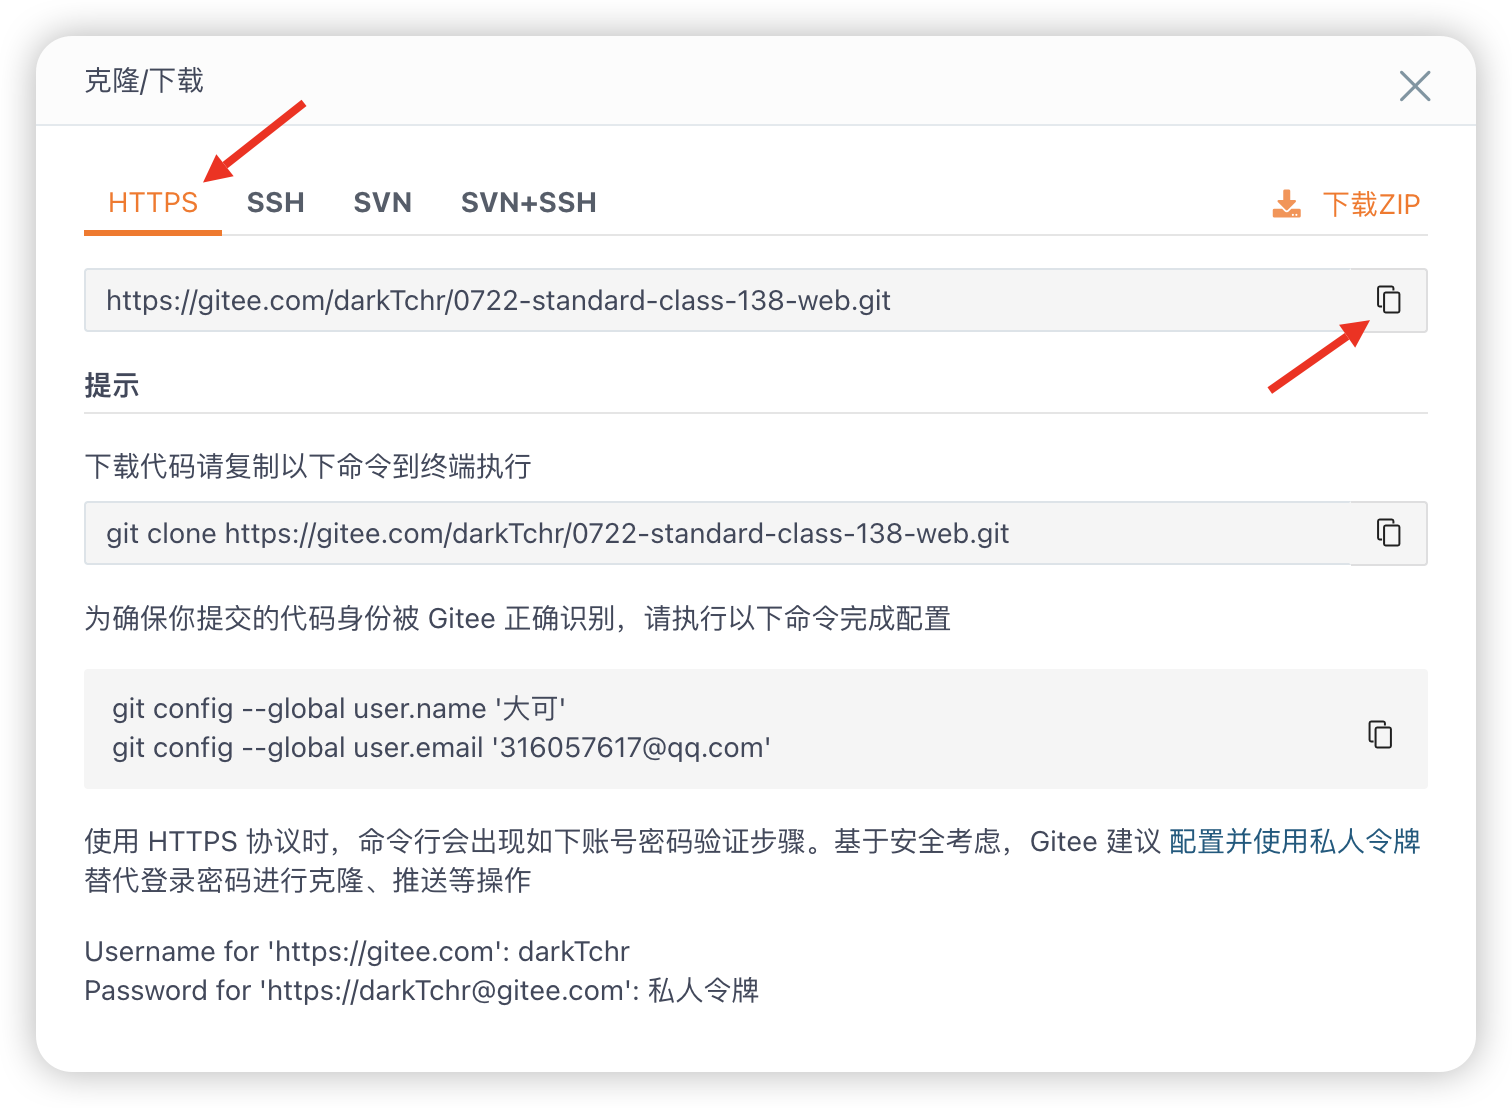 克隆/下载
HTTPS SSH SVN SVN+SSH 下载ZIP
https://gitee.com/darkTchr/0722-standard-class-138-web.git
提示
下载代码请复制以下命令到终端执行
git clone https://gitee.com/darkTchr/0722-standard-class-138-web.git
为确保你提交的代码身份被 Gitee 正确识别，请执行以下命令完成配置
git config --global user.name '大可'
git config --global user.email '316057617@qq.com'
使用 HTTPS 协议时，命令行会出现如下账号密码验证步骤。基于安全考虑，Gitee 建议 配置并使用私人令牌
替代登录密码进行克隆、推送等操作
Username for 'https://gitee.com': darkTchr
Password for 'https://darkTchr@gitee.com': 私人令牌